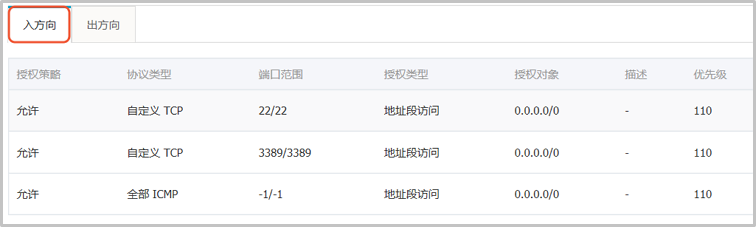 入方向 出方向
授权策略 协议类型 端口范围 授权类型 授权对象 描述 优先级
允许 自定义 TCP 22/22 地址段访问 0.0.0.0/0 - 110
允许 自定义 TCP 3389/3389 地址段访问 0.0.0.0/0 - 110
允许 全部 ICMP -1/-1 地址段访问 0.0.0.0/0 - 110